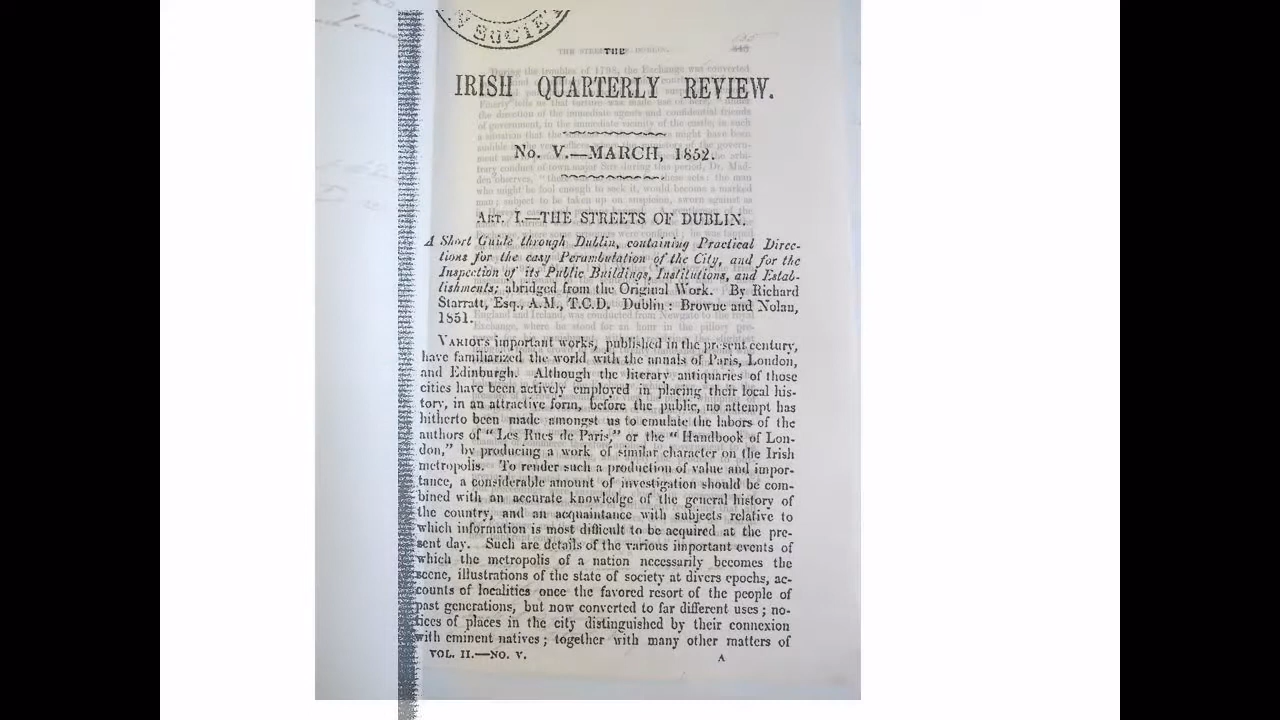 SOCIE
THE
IRISH QUARTERLY REVIEW.
No. V.—MARCH, 1852.
ART. I.—THE STREETS OF DUBLIN.
A Short Guide through Dublin, containing Practical Direc-
tions for the easy Perambulation of the City, and for the
Inspection of its Public Buildings, Institutions, and Estab-
lishments; abridged from the Original Work. By Richard
Starratt, Esq., A.M., T.C.D. Dublin: Browne and Nolan,
1851.
VARIOUS important works, published in the present century,
have familiarized the world with the annals of Paris, London,
and Edinburgh. Although the literary antiquaries of those
cities have been actively employed in placing their local his-
tory, in an attractive form, before the public, no attempt has
hitherto been made amongst us to emulate the labors of the
authors of "Les Rues de Paris," or the "Handbook of Lon-
don," by producing a work of similar character on the Irish
metropolis. To render such a production of value and impor-
tance, a considerable amount of investigation should be com-
bined with an accurate knowledge of the general history of
the country, and an acquaintance with subjects relative to
which information is most difficult to be acquired at the pre-
sent day. Such are details of the various important events of
which the metropolis of a nation necessarily becomes the
scene, illustrations of the state of society at divers epochs, ac-
counts of localities once the favored resort of the people of
past generations, but now converted to far different uses; no-
tices of places in the city distinguished by their connexion
with eminent natives; together with many other matters of
VOL. II.—NO. V. A